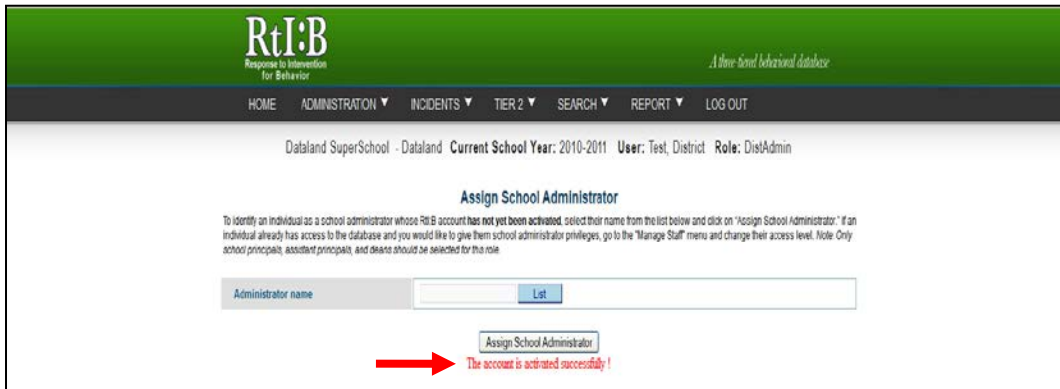 RtI:B
Response to Intervention
for Behavior
A three tiered behavioral database
HOME ADMINISTRATION INCIDENTS TIER 2 SEARCH REPORT LOG OUT
Dataland SuperSchool - Dataland Current School Year: 2010-2011 User: Test, District Role: DistAdmin
Assign School Administrator
To identify an individual as a school administrator whose RtI:B account has not yet been activated, select their name from the list below and click on "Assign School Administrator." If an
individual already has access to the database and you would like to give them school administrator privileges, go to the "Manage Staff" menu and change their access level. Note: Only
school principals, assistant principals, and deans should be selected for this role.
Administrator name List
Assign School Administrator
The account is activated successfully !